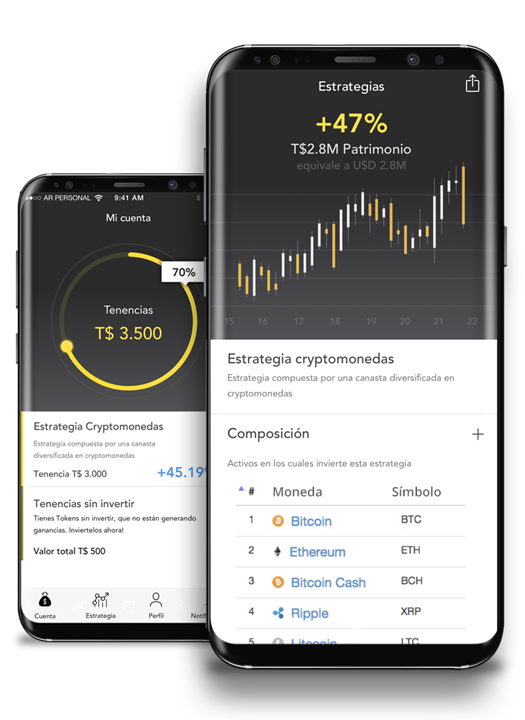 AR PERSONAL 9:41 AM
Mi cuenta
70%
Tenencias
T$ 3.500
Estrategia Cryptomonedas
Estrategia compuesta por una canasta
diversificada en cryptomonedas
Tenencia T$ 3.000
+45.19
Tenencias sin invertir
Tienes Tokens sin invertir, que no están generando
ganancias. Inviertelos ahora!
Valor total T$ 500
$
Cuenta
Estrategia
Perfil
Estrategias
+47%
T$2.8M Patrimonio
equivale a U$D 2.8M
15 16 17 18 19 20 21 22
Estrategia cryptomonedas
Estrategia compuesta por una canasta diversificada en
cryptomonedas
Composición +
Activos en los cuales invierte esta estrategia
# Moneda Símbolo
1 Bitcoin BTC
2 Ethereum ETH
3 Bitcoin Cash BCH
4 Ripple XRP
5 Litecoin LTC